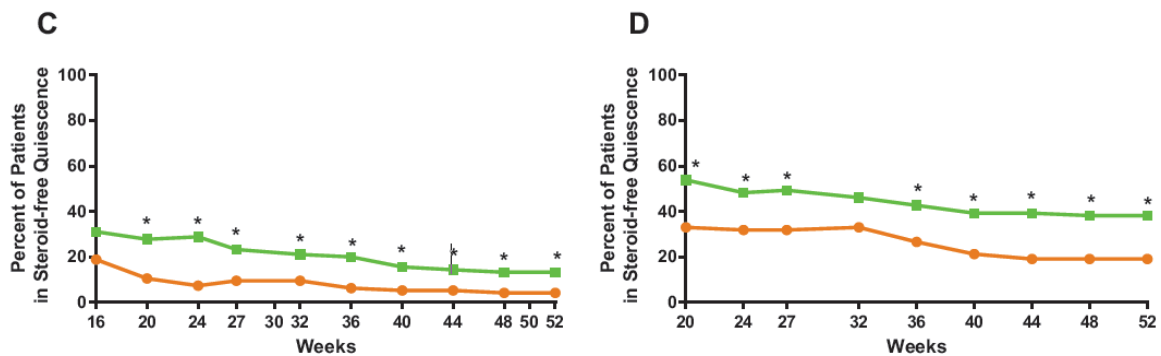 C
Percent of Patients
in Steroid-free Quiescence
100
80
60
40
20
0
* * * * * * * * * *
16 20 24 27 30 32 36 40 44 48 50 52
Weeks
D
Percent of Patients
in Steroid-free Quiescence
100
80
60
40
20
0
* * * * * * * *
20 24 27 32 36 40 44 48 52
Weeks